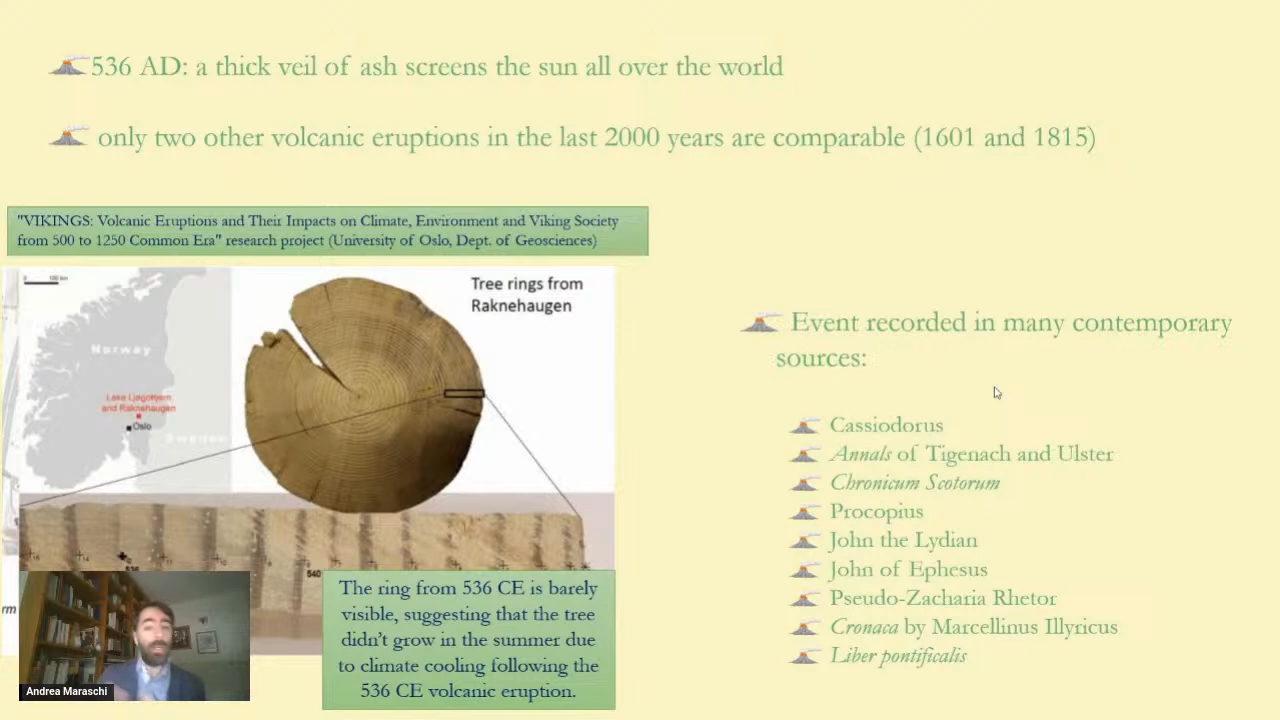 536 AD: a thick veil of ash screens the sun all over the world
only two other volcanic eruptions in the last 2000 years are comparable (1601 and 1815)
"VIKINGS: Volcanic Eruptions and Their Impacts on Climate, Environment and Viking Society
from 500 to 1250 Common Era" research project (University of Oslo, Dept. of Geosciences)
Tree rings from
Raknehaugen
Norway
and Raknehaugen
Oslo
Sweden
540
rm
The ring from 536 CE is barely
visible, suggesting that the tree
didn't grow in the summer due
to climate cooling following the
536 CE volcanic eruption.
Andrea Maraschi
Event recorded in many contemporary
sources:
Cassiodorus
Annals of Tigenach and Ulster
Chronicum Scotorum
Procopius
John the Lydian
John of Ephesus
Pseudo-Zacharia Rhetor
Cronaca by Marcellinus Illyricus
Liber pontificalis